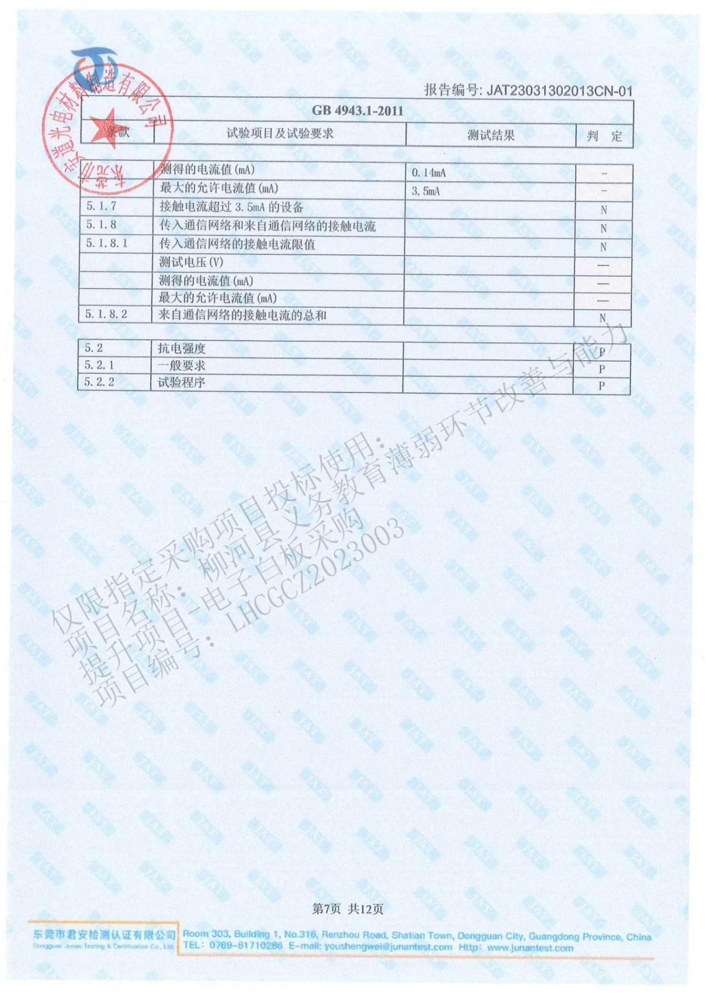 报告编号: JAT23031302013CN-01
GB 4943.1-2011
条款 试验项目及试验要求 测试结果 判 定
测得的电流值(mA) 0.14mA -
最大的允许电流值(mA) 3.5mA -
5.1.7 接触电流超过 3.5mA 的设备 N
5.1.8 传入通信网络和来自通信网络的接触电流 N
5.1.8.1 传入通信网络的接触电流限值 N
测试电压(V) —
测得的电流值(mA) —
最大的允许电流值(mA) —
5.1.8.2 来自通信网络的接触电流的总和 N
5.2 抗电强度 P
5.2.1 一般要求 P
5.2.2 试验程序 P
仅限指定采购项目投标使用：
项目名称：柳河县义务教育薄弱环节改善与能力
提升项目-电子白板采购
项目编号：LHCGCZ2023003
第7页 共12页
东莞市君安检测认证有限公司
Dongguan Junan Testing & Certification Co., Ltd.
Room 303, Building 1, No.316, Renzhou Road, Shatian Town, Dongguan City, Guangdong Province, China
TEL: 0769-81710286 E-mail: youshengwei@junantest.com Http: www.junantest.com